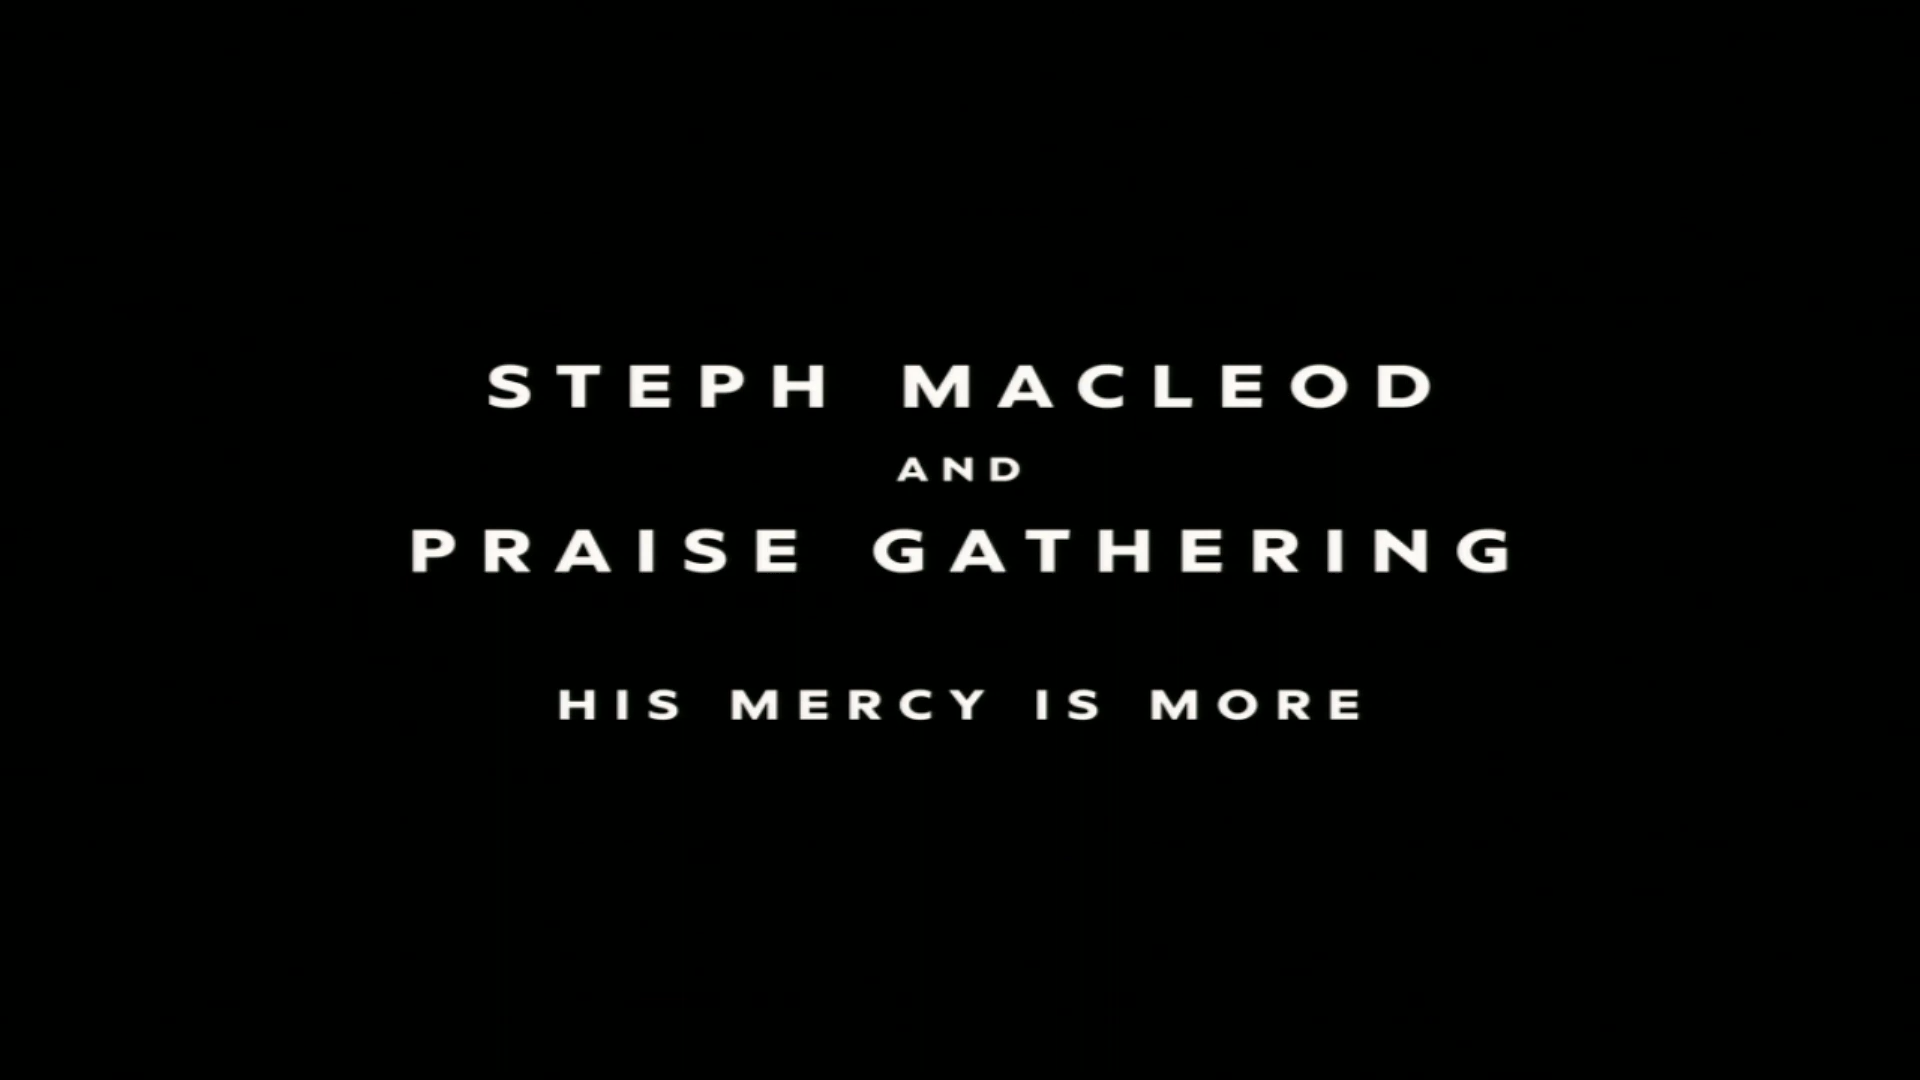 STEPH MACLEOD
AND
PRAISE GATHERING
HIS MERCY IS MORE